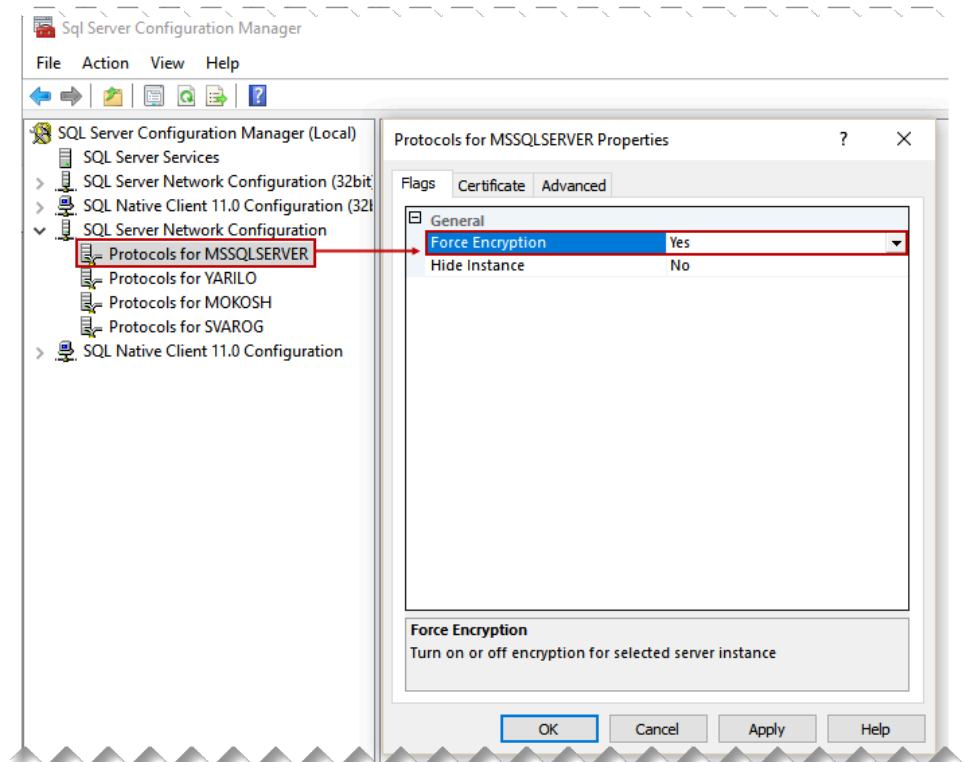 Sql Server Configuration Manager
File Action View Help
SQL Server Configuration Manager (Local)
SQL Server Services
SQL Server Network Configuration (32bit
SQL Native Client 11.0 Configuration (32b
SQL Server Network Configuration
Protocols for MSSQLSERVER
Protocols for YARILO
Protocols for MOKOSH
Protocols for SVAROG
SQL Native Client 11.0 Configuration
Protocols for MSSQLSERVER Properties ?
Flags Certificate Advanced
General
Force Encryption Yes
Hide Instance No
Force Encryption
Turn on or off encryption for selected server instance
OK Cancel Apply Help